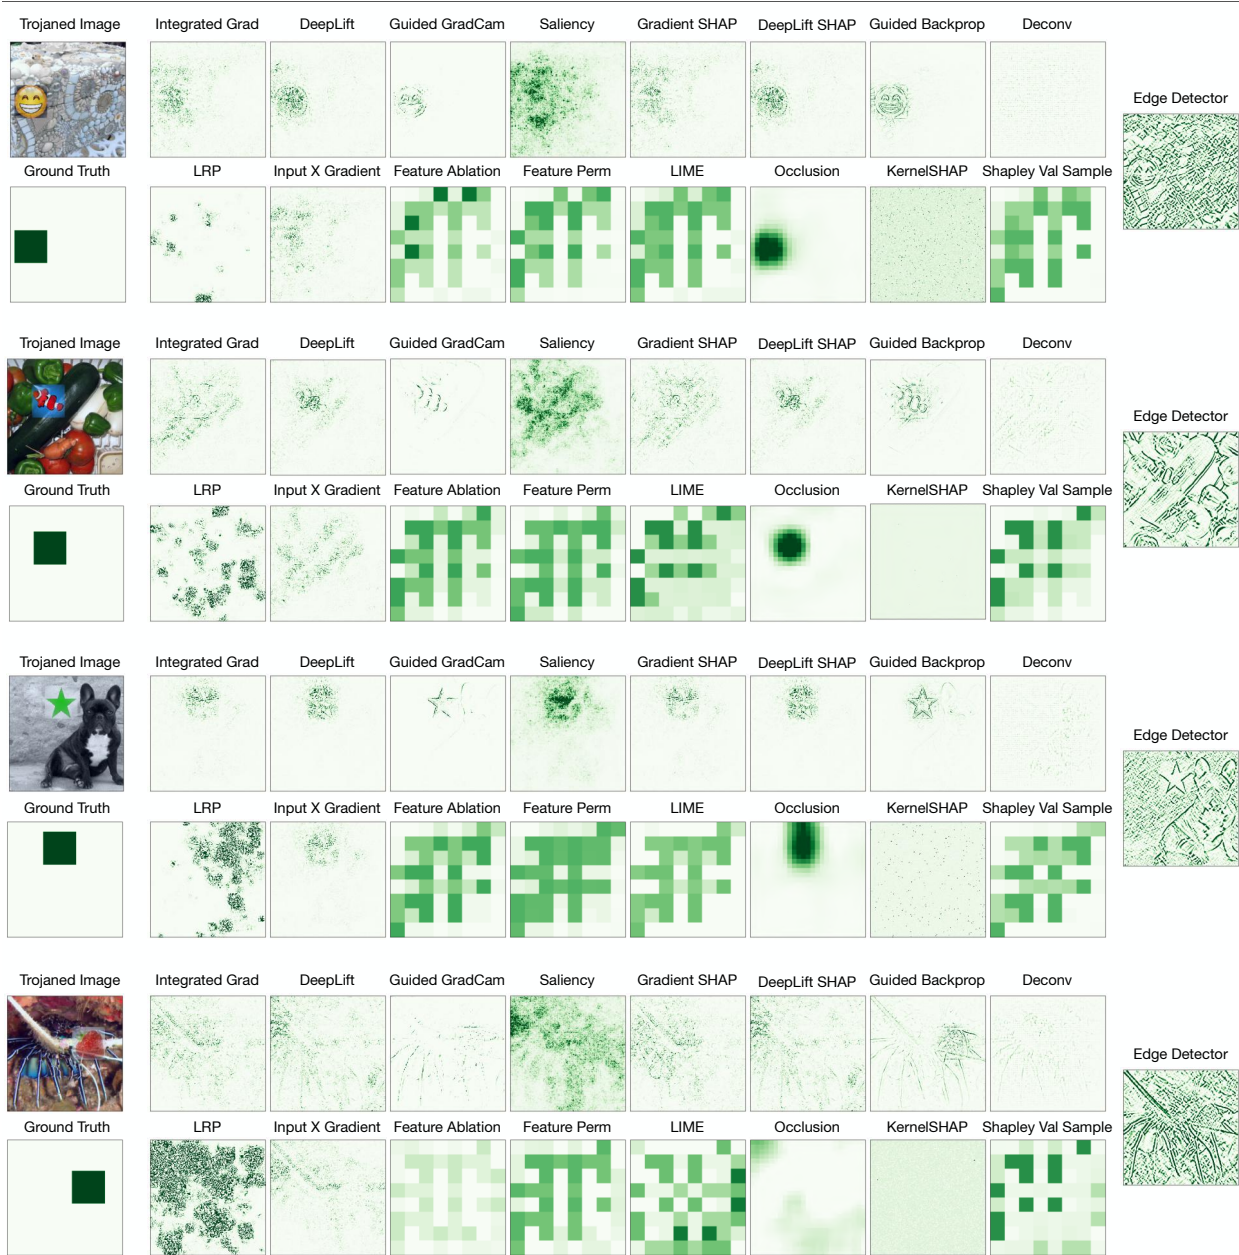 Trojaned Image Integrated Grad DeepLift Guided GradCam Saliency Gradient SHAP DeepLift SHAP Guided Backprop Deconv
Edge Detector
Ground Truth LRP Input X Gradient Feature Ablation Feature Perm LIME Occlusion KernelSHAP Shapley Val Sample
Trojaned Image Integrated Grad DeepLift Guided GradCam Saliency Gradient SHAP DeepLift SHAP Guided Backprop Deconv
Edge Detector
Ground Truth LRP Input X Gradient Feature Ablation Feature Perm LIME Occlusion KernelSHAP Shapley Val Sample
Trojaned Image Integrated Grad DeepLift Guided GradCam Saliency Gradient SHAP DeepLift SHAP Guided Backprop Deconv
Edge Detector
Ground Truth LRP Input X Gradient Feature Ablation Feature Perm LIME Occlusion KernelSHAP Shapley Val Sample
Trojaned Image Integrated Grad DeepLift Guided GradCam Saliency Gradient SHAP DeepLift SHAP Guided Backprop Deconv
Edge Detector
Ground Truth LRP Input X Gradient Feature Ablation Feature Perm LIME Occlusion KernelSHAP Shapley Val Sample